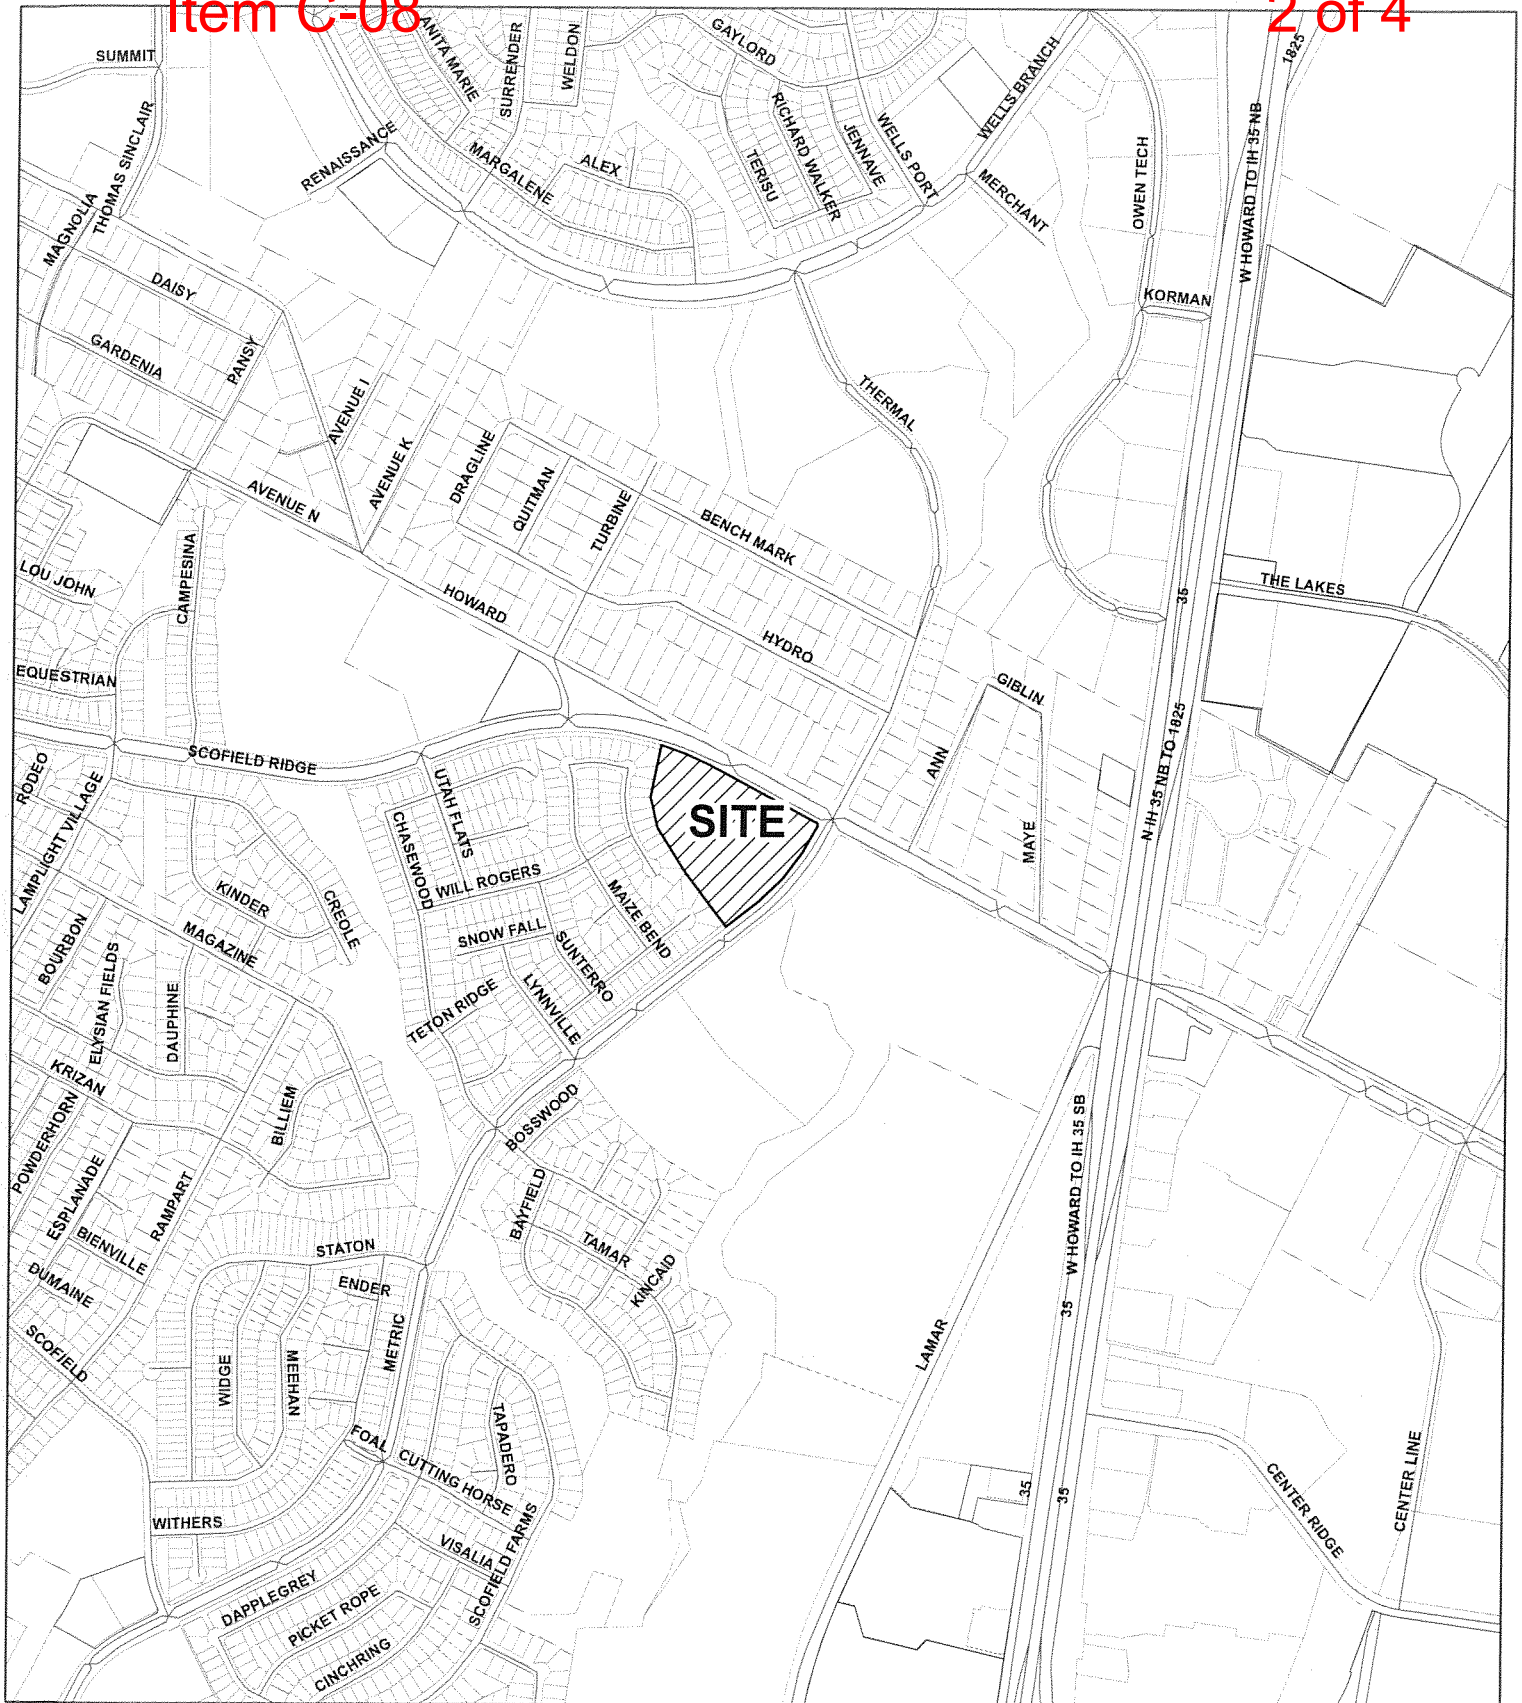 Item C-08
2 of 4
SUMMIT
ANITA MARIE
SURRENDER
WELDON
GAYLORD
1825
WELLS BRANCH
THOMAS SINCLAIR
RENAISSANCE
MARGALENE
ALEX
TERISU
RICHARD WALKER
JENNAVE
WELLS PORT
MERCHANT
OWEN TECH
W HOWARD TO IH 35 NB
MAGNOLIA
DAISY
GARDENIA
PANSY
KORMAN
AVENUE I
AVENUE K
THERMAL
DRAGLINE
QUITMAN
TURBINE
AVENUE N
BENCH MARK
CAMPESINA
LOU JOHN
HOWARD
35
THE LAKES
HYDRO
EQUESTRIAN
GIBLIN
ANN
N IH 35 NB TO 1825
SCOFIELD RIDGE
RODEO
UTAH FLATS
SITE
LAMPLIGHT VILLAGE
CHASEWOOD
MAYE
WILL ROGERS
KINDER
CREOLE
MAIZE BEND
BOURBON
MAGAZINE
SNOW FALL
SUNTERRO
ELYSIAN FIELDS
DAUPHINE
TETON RIDGE
LYNNVILLE
KRIZAN
POWDERHORN
BILLIEM
BOSSWOOD
W HOWARD TO IH 35 SB
ESPLANADE
RAMPART
BAYFIELD
BIENVILLE
STATON
TAMAR
KINCAID
DUMAINE
ENDER
35
SCOFIELD
METRIC
LAMAR
WIDGE
MEEHAN
TAPADERO
FOAL
CUTTING HORSE
CENTER LINE
35
35
CENTER RIDGE
WITHERS
VISALIA
SCOFIELD FARMS
DAPPLEGREY
PICKET ROPE
CINCHRING